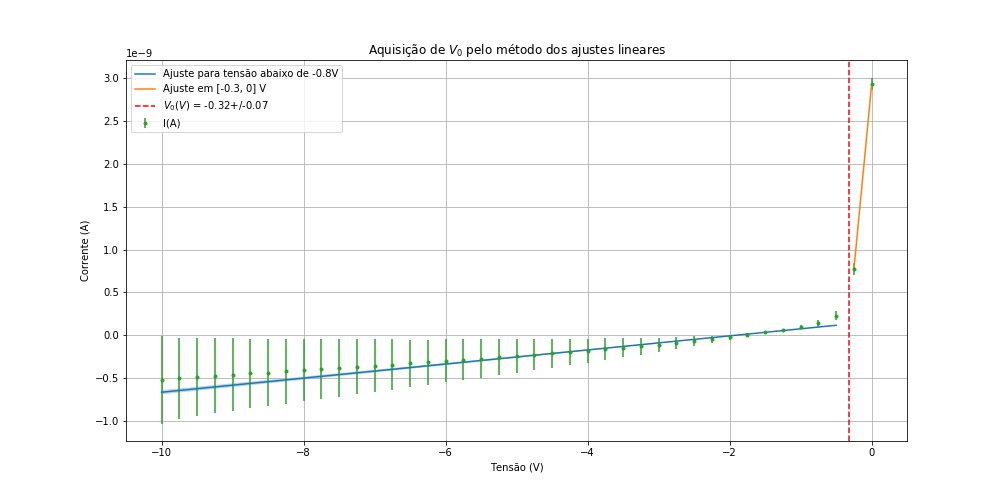 Aquisição de V₀ pelo método dos ajustes lineares
1e−9
Ajuste para tensão abaixo de -0.8V
Ajuste em [-0.3, 0] V
V₀(V) = -0.32+/-0.07
I(A)
3.0
2.5
2.0
1.5
1.0
0.5
0.0
−0.5
−1.0
Corrente (A)
−10
−8
−6
−4
−2
0
Tensão (V)